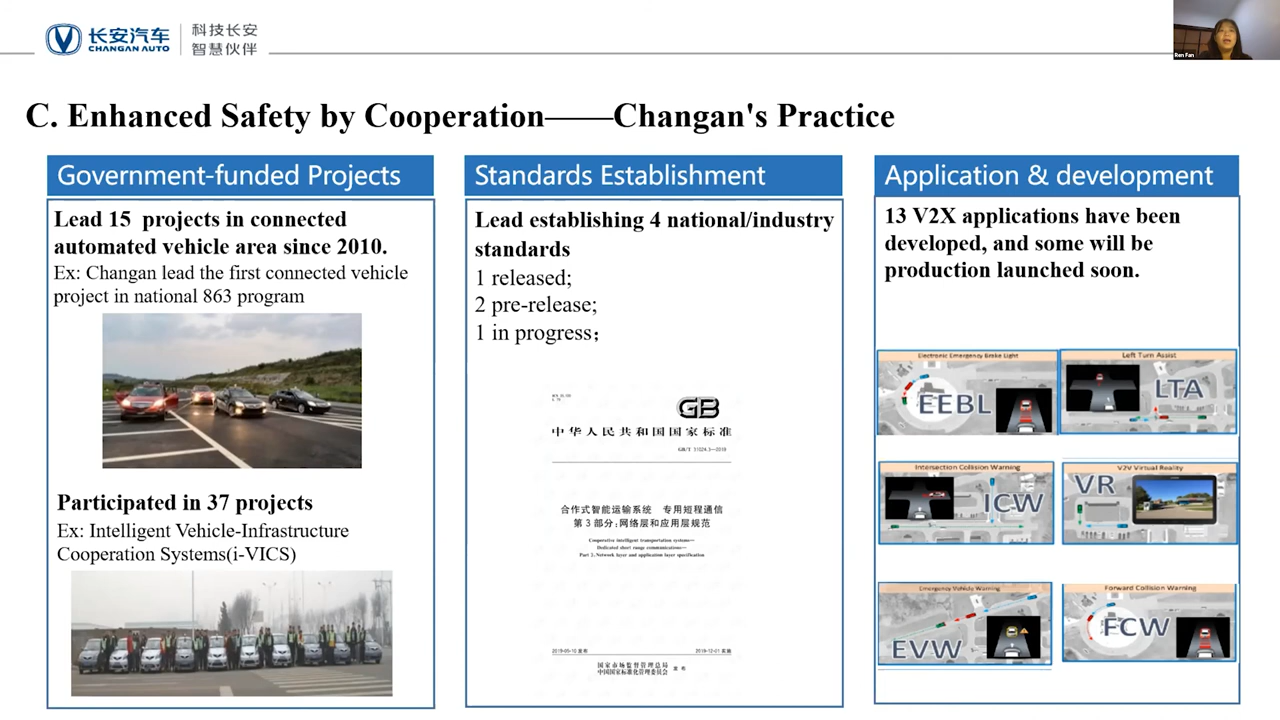 长安汽车
CHANGAN AUTO
科技长安
智慧伙伴
Ren Fan
C. Enhanced Safety by Cooperation——Changan's Practice
Government-funded Projects
Lead 15 projects in connected
automated vehicle area since 2010.
Ex: Changan lead the first connected vehicle
project in national 863 program
Participated in 37 projects
Ex: Intelligent Vehicle-Infrastructure
Cooperation Systems(i-VICS)
Standards Establishment
Lead establishing 4 national/industry
standards
1 released;
2 pre-release;
1 in progress；
GB
中华人民共和国国家标准
GB/T 31024.3—2019
合作式智能运输系统 专用短程通信
第3部分：网络层和应用层规范
Cooperative intelligent transportation systems—
Dedicated short range communications—
Part 3: Network layer and application layer specification
2019-05-10 发布
2019-12-01 实施
国家市场监督管理总局
中国国家标准化管理委员会
发布
Application & development
13 V2X applications have been
developed, and some will be
production launched soon.
Electronic Emergency Brake Light
EEBL
Left Turn Assist
LTA
Intersection Collision Warning
ICW
V2V Virtual Reality
VR
Emergency Vehicle Warning
EVW
Forward Collision Warning
FCW